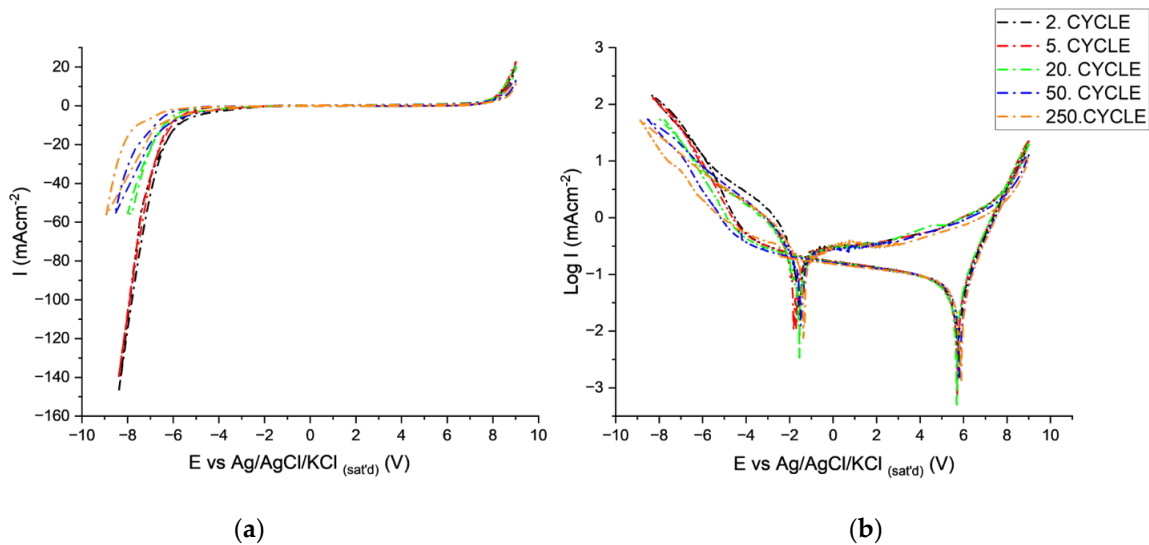 2. CYCLE
5. CYCLE
20. CYCLE
50. CYCLE
250.CYCLE
20
0
−20
−40
−60
−80
−100
−120
−140
−160
I (mAcm-2)
−10 −8 −6 −4 −2 0 2 4 6 8 10
E vs Ag/AgCl/KCl (sat'd) (V)
(a)
3
2
1
0
−1
−2
−3
Log I (mAcm-2)
−10 −8 −6 −4 −2 0 2 4 6 8 10
E vs Ag/AgCl/KCl (sat'd) (V)
(b)